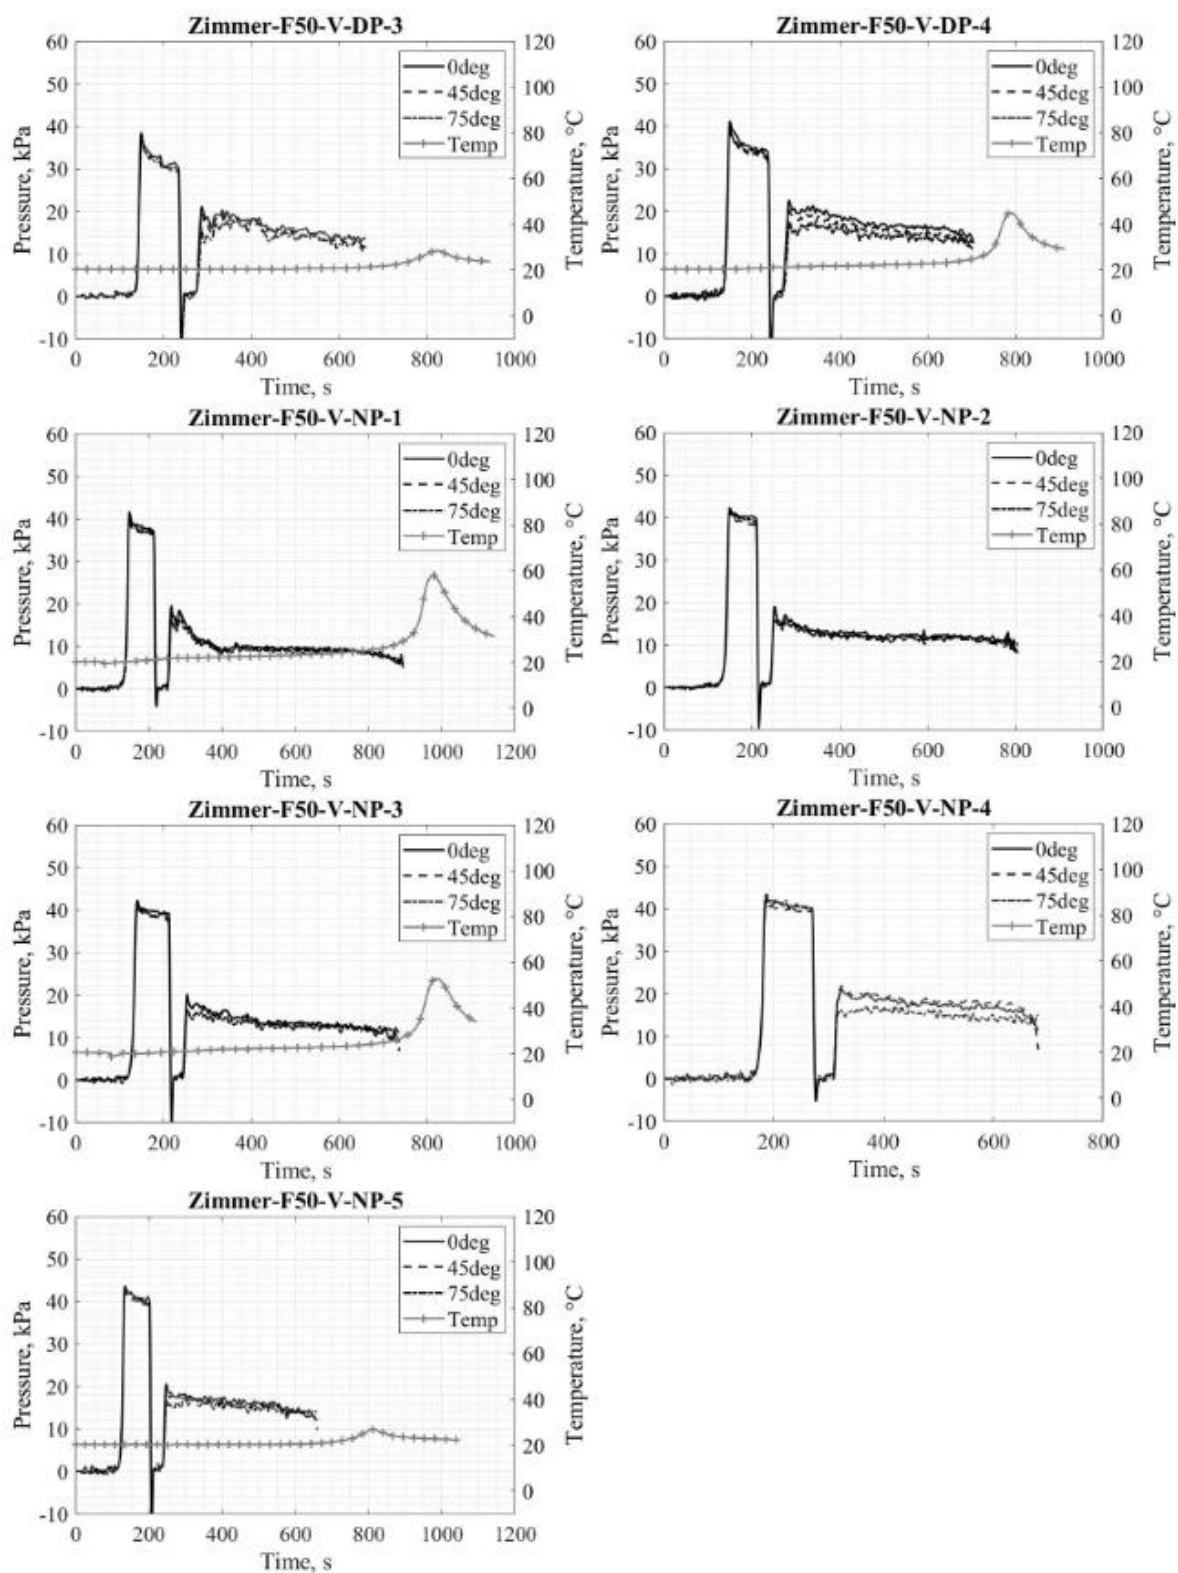 Zimmer-F50-V-DP-3
60
50
40
30
20
10
0
-10
Pressure, kPa
120
100
80
60
40
20
0
Temperature, °C
0deg
45deg
75deg
Temp
0 200 400 600 800 1000
Time, s
Zimmer-F50-V-DP-4
60
50
40
30
20
10
0
-10
Pressure, kPa
120
100
80
60
40
20
0
Temperature, °C
0deg
45deg
75deg
Temp
0 200 400 600 800 1000
Time, s
Zimmer-F50-V-NP-1
60
50
40
30
20
10
0
-10
Pressure, kPa
120
100
80
60
40
20
0
Temperature, °C
0deg
45deg
75deg
Temp
0 200 400 600 800 1000 1200
Time, s
Zimmer-F50-V-NP-2
60
50
40
30
20
10
0
-10
Pressure, kPa
120
100
80
60
40
20
0
Temperature, °C
0deg
45deg
75deg
Temp
0 200 400 600 800 1000
Time, s
Zimmer-F50-V-NP-3
60
50
40
30
20
10
0
-10
Pressure, kPa
120
100
80
60
40
20
0
Temperature, °C
0deg
45deg
75deg
Temp
0 200 400 600 800 1000
Time, s
Zimmer-F50-V-NP-4
60
50
40
30
20
10
0
-10
Pressure, kPa
120
100
80
60
40
20
0
Temperature, °C
0deg
45deg
75deg
Temp
0 200 400 600 800
Time, s
Zimmer-F50-V-NP-5
60
50
40
30
20
10
0
-10
Pressure, kPa
120
100
80
60
40
20
0
Temperature, °C
0deg
45deg
75deg
Temp
0 200 400 600 800 1000 1200
Time, s